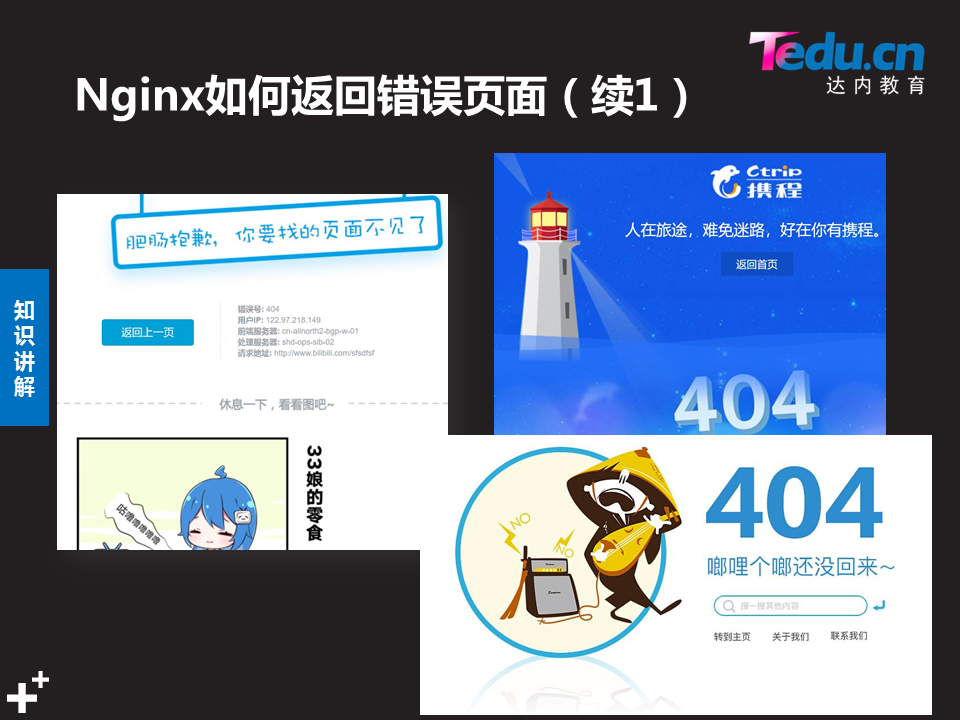 Tedu.cn
达内教育
Nginx如何返回错误页面（续1）
知识讲解
肥肠抱歉，你要找的页面不见了
返回上一页
错误号: 404
用户IP: 122.97.218.149
前端服务器: cn-alinorth2-bgp-w-01
处理服务器: shd-ops-slb-02
请求地址: http://www.bilibili.com/sfsdfsf
休息一下，看看图吧~
咕噜噜噜噜噜
33娘的零食
Ctrip
携程
人在旅途，难免迷路，好在你有携程。
返回首页
404
NO
NO
404
啷哩个啷还没回来~
搜一搜其他内容
转到主页 关于我们 联系我们